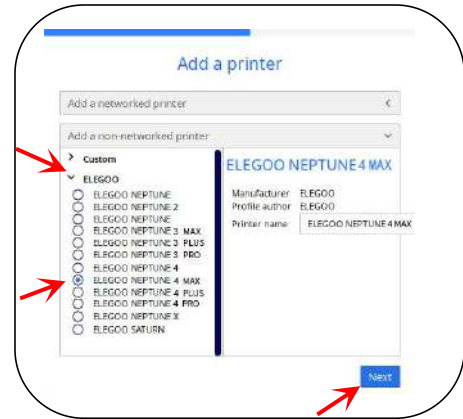 Add a printer
Add a networked printer
Add a non-networked printer
Custom
ELEGOO
ELEGOO NEPTUNE
ELEGOO NEPTUNE 2
ELEGOO NEPTUNE
ELEGOO NEPTUNE 3 MAX
ELEGOO NEPTUNE 3 PLUS
ELEGOO NEPTUNE 3 PRO
ELEGOO NEPTUNE 4
ELEGOO NEPTUNE 4 MAX
ELEGOO NEPTUNE 4 PLUS
ELEGOO NEPTUNE 4 PRO
ELEGOO NEPTUNE X
ELEGOO SATURN
ELEGOO NEPTUNE 4 MAX
Manufacturer ELEGOO
Profile author ELEGOO
Printer name ELEGOO NEPTUNE 4 MAX
Next